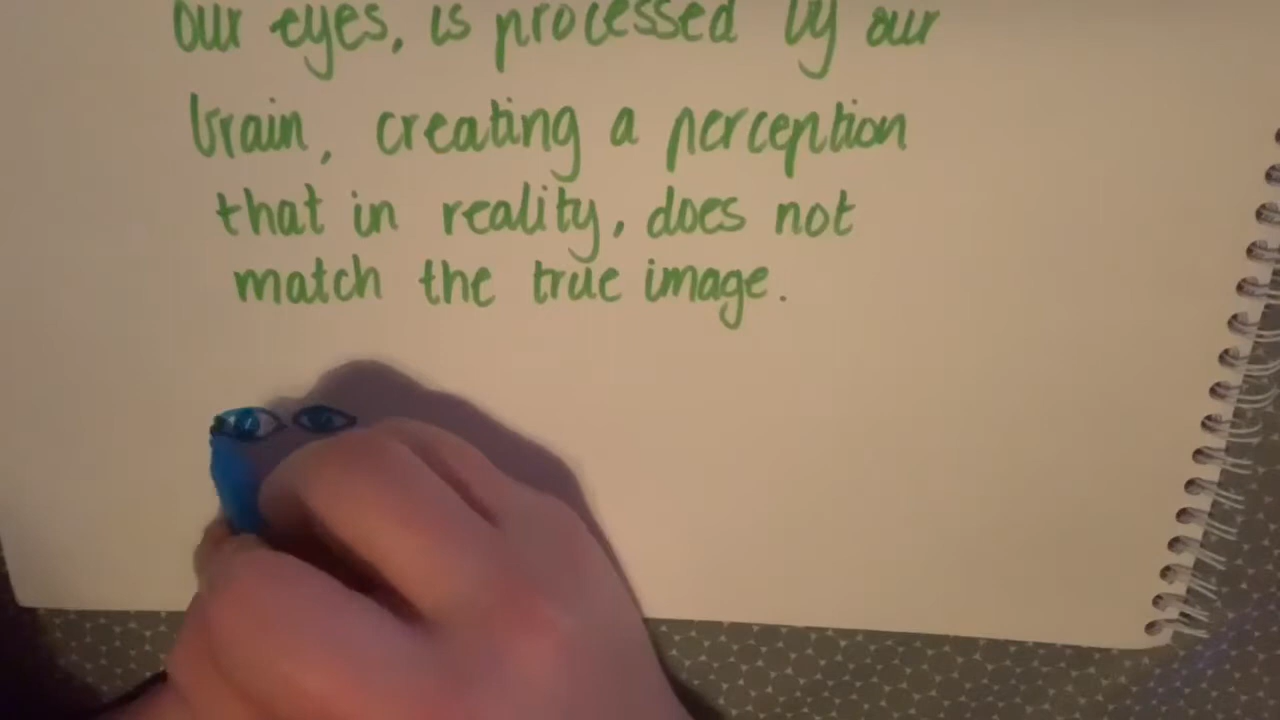 our eyes, is processed by our
brain, creating a perception
that in reality, does not
match the true image.